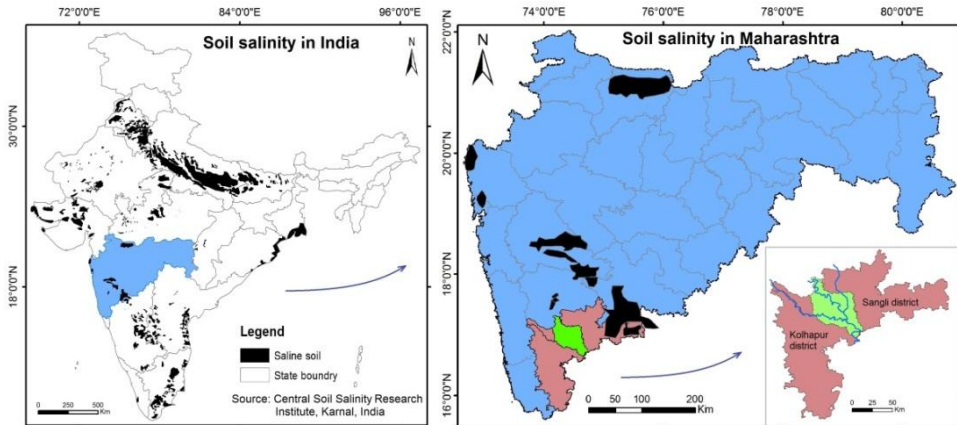 72°0'0"E
84°0'0"E
96°0'0"E
Soil salinity in India
N
30°0'0"N
18°0'0"N
Legend
Saline soil
State boundry
Source: Central Soil Salinity Research
Institute, Karnal, India
0 250 500
Km
74°0'0"E
76°0'0"E
78°0'0"E
80°0'0"E
Soil salinity in Maharashtra
N
22°0'0"N
20°0'0"N
18°0'0"N
16°0'0"N
0 50 100 200
Km
Sangli district
Kolhapur
district
0 25 50
Km